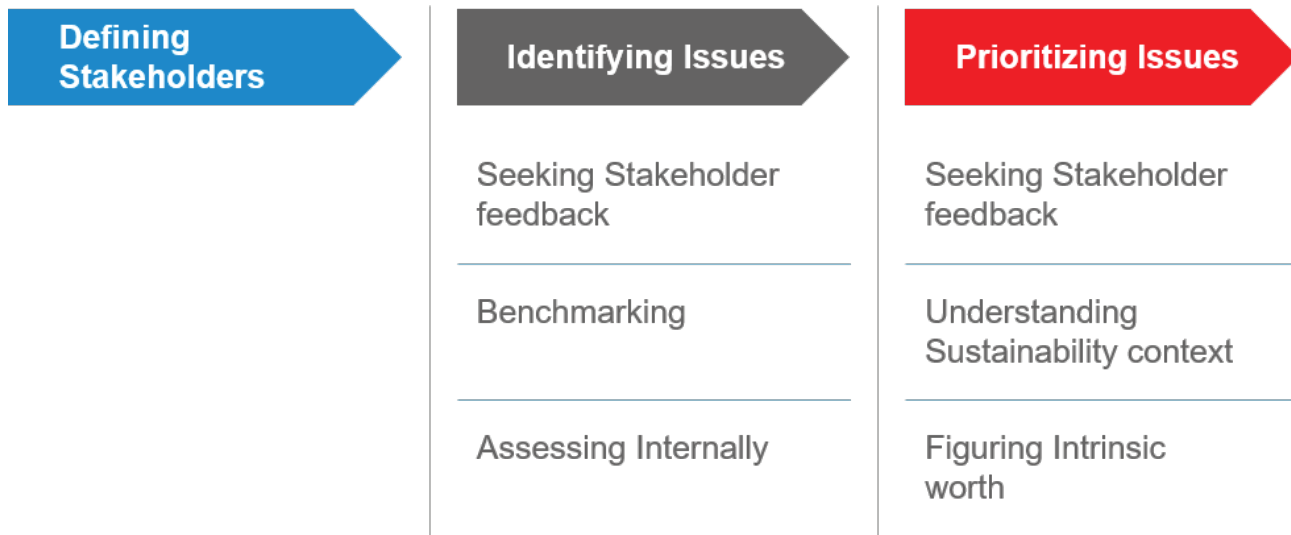 Defining
Stakeholders
Identifying Issues
Seeking Stakeholder
feedback
Benchmarking
Assessing Internally
Prioritizing Issues
Seeking Stakeholder
feedback
Understanding
Sustainability context
Figuring Intrinsic
worth